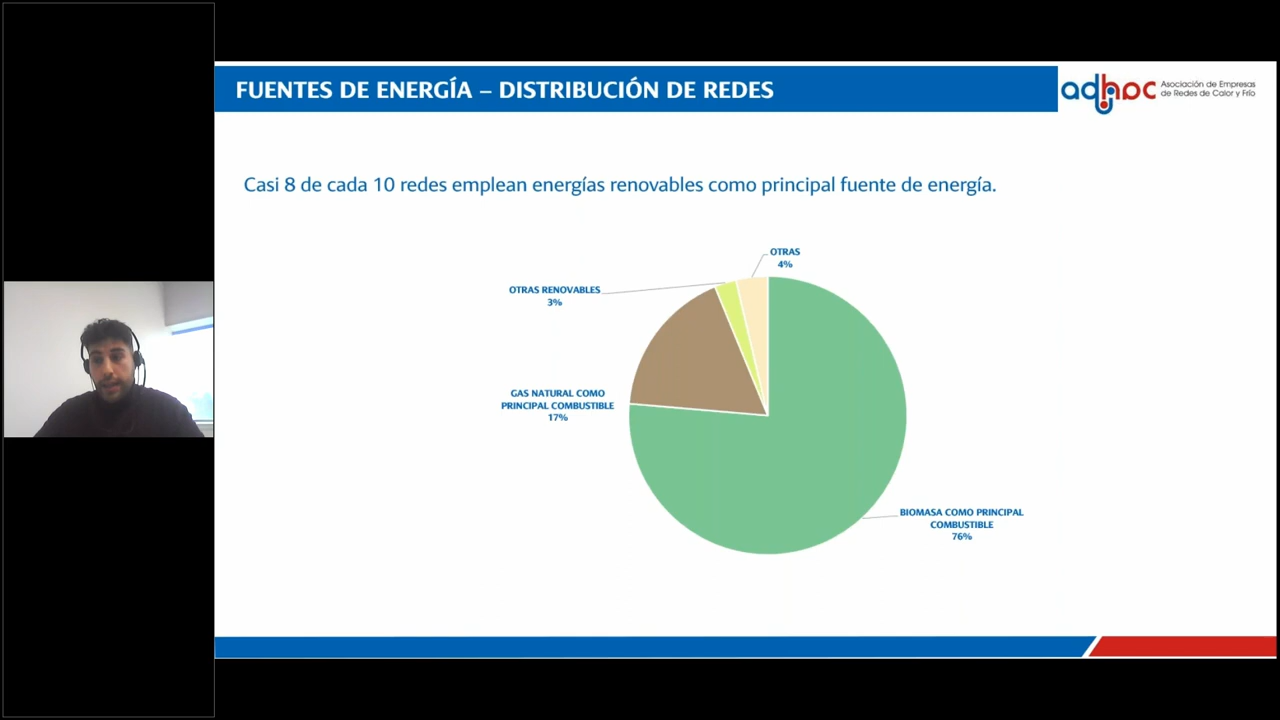 FUENTES DE ENERGÍA – DISTRIBUCIÓN DE REDES
adhac Asociación de Empresas
de Redes de Calor y Frío
Casi 8 de cada 10 redes emplean energías renovables como principal fuente de energía.
OTRAS
4%
OTRAS RENOVABLES
3%
GAS NATURAL COMO
PRINCIPAL COMBUSTIBLE
17%
BIOMASA COMO PRINCIPAL
COMBUSTIBLE
76%